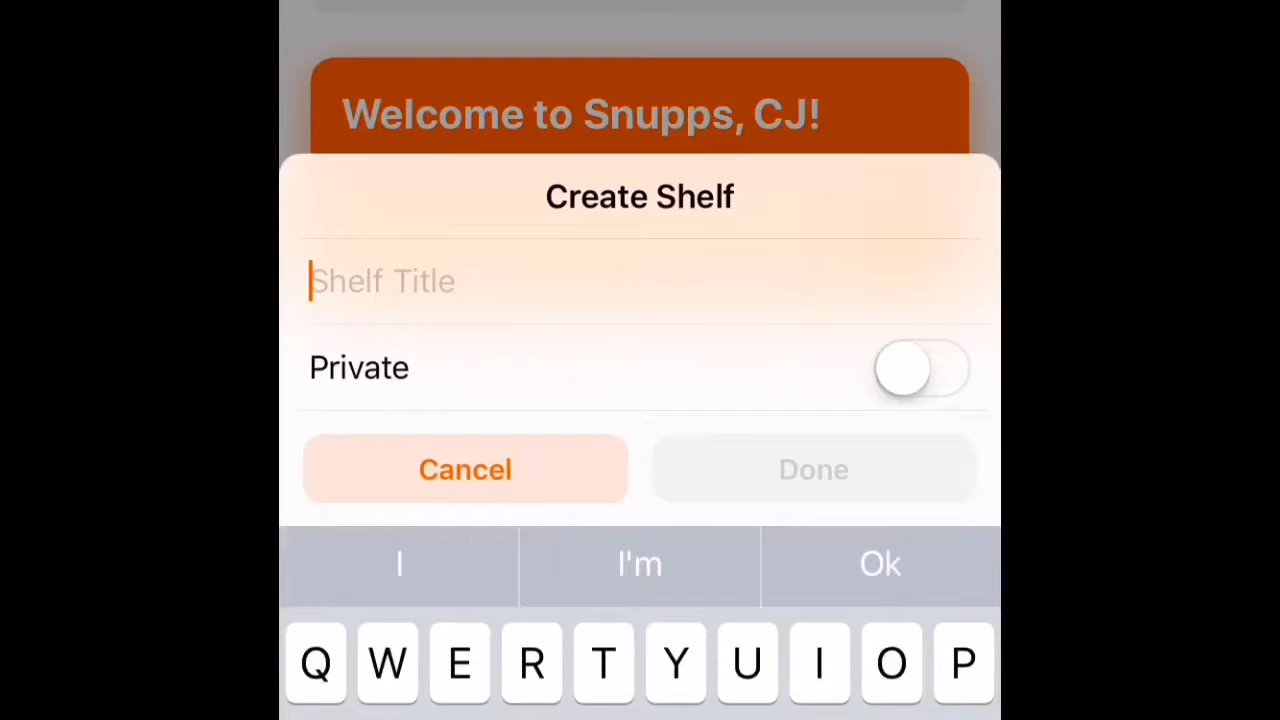 Welcome to Snupps, CJ!
Create Shelf
Shelf Title
Private
Cancel Done
I I'm Ok
Q W E R T Y U I O P